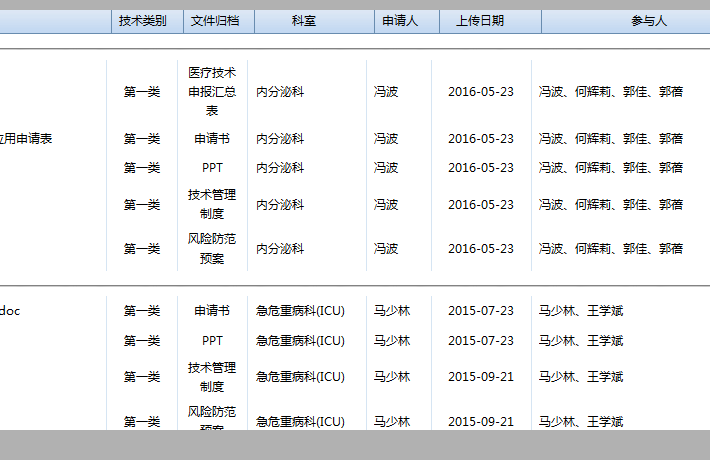 技术类别 文件归档 科室 申请人 上传日期 参与人
第一类 医疗技术申报汇总表 内分泌科 冯波 2016-05-23 冯波、何辉莉、郭佳、郭蓓
应用申请表 第一类 申请书 内分泌科 冯波 2016-05-23 冯波、何辉莉、郭佳、郭蓓
第一类 PPT 内分泌科 冯波 2016-05-23 冯波、何辉莉、郭佳、郭蓓
第一类 技术管理制度 内分泌科 冯波 2016-05-23 冯波、何辉莉、郭佳、郭蓓
第一类 风险防范预案 内分泌科 冯波 2016-05-23 冯波、何辉莉、郭佳、郭蓓
doc 第一类 申请书 急危重病科(ICU) 马少林 2015-07-23 马少林、王学斌
第一类 PPT 急危重病科(ICU) 马少林 2015-07-23 马少林、王学斌
第一类 技术管理制度 急危重病科(ICU) 马少林 2015-09-21 马少林、王学斌
第一类 风险防范预案 急危重病科(ICU) 马少林 2015-09-21 马少林、王学斌